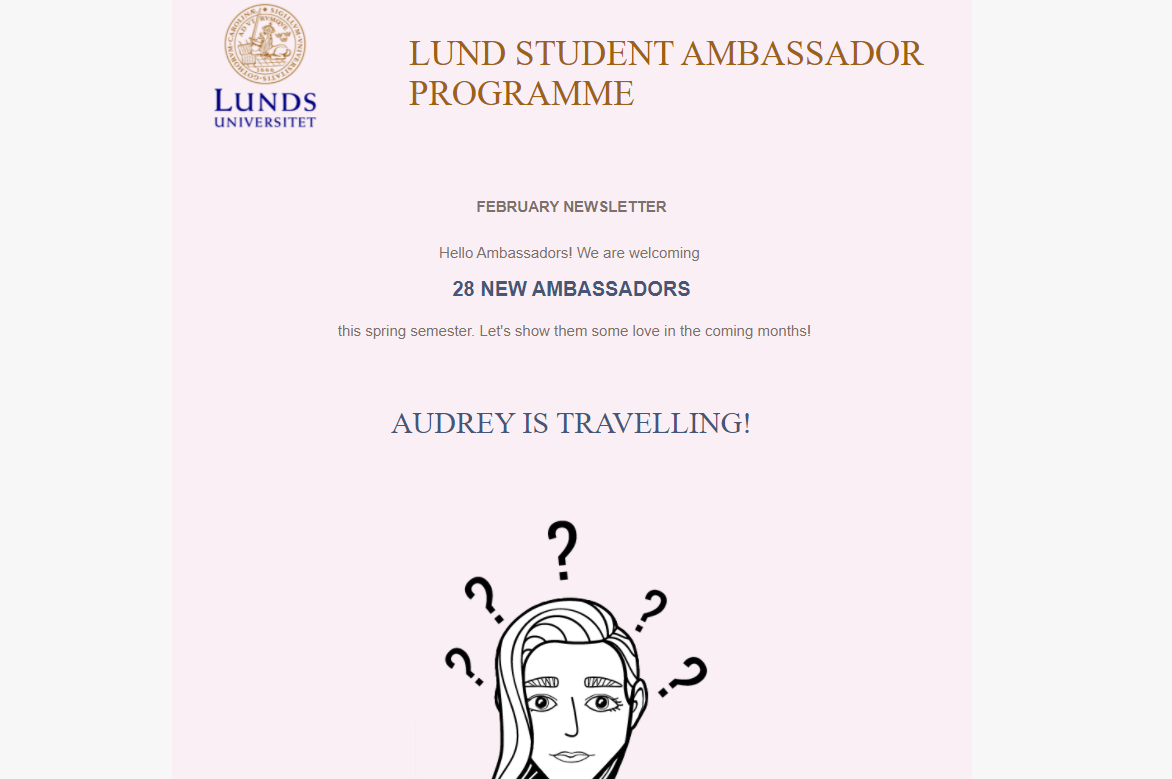 LUNDS
UNIVERSITET
LUND STUDENT AMBASSADOR
PROGRAMME
FEBRUARY NEWSLETTER
Hello Ambassadors! We are welcoming
28 NEW AMBASSADORS
this spring semester. Let's show them some love in the coming months!
AUDREY IS TRAVELLING!
?
?
?
?
?